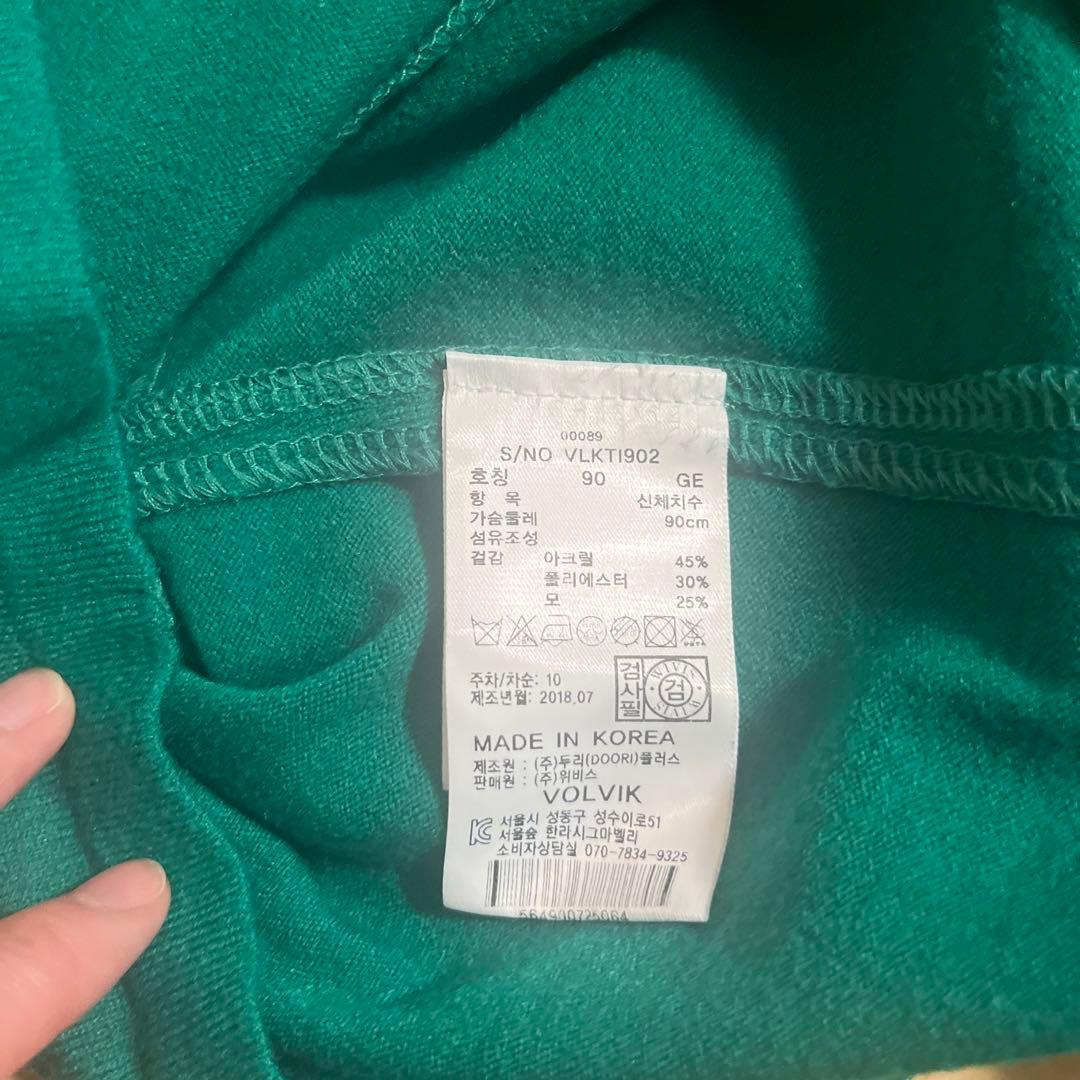 00089
S/NO VLKTI902
호칭 90 GE
항 목 신체치수
가슴둘레 90cm
섬유조성
겉감 아크릴 45%
폴리에스터 30%
모 25%
주차/차순: 10
제조년월: 2018.07
검사필
WIVIS
검
WIVIS
MADE IN KOREA
제조원 : (주)두리(DOORI)플러스
판매원 : (주)위비스
VOLVIK
서울시 성동구 성수이로51
서울숲 한라시그마벨리
소비자상담실 070-7834-9325
564900725064